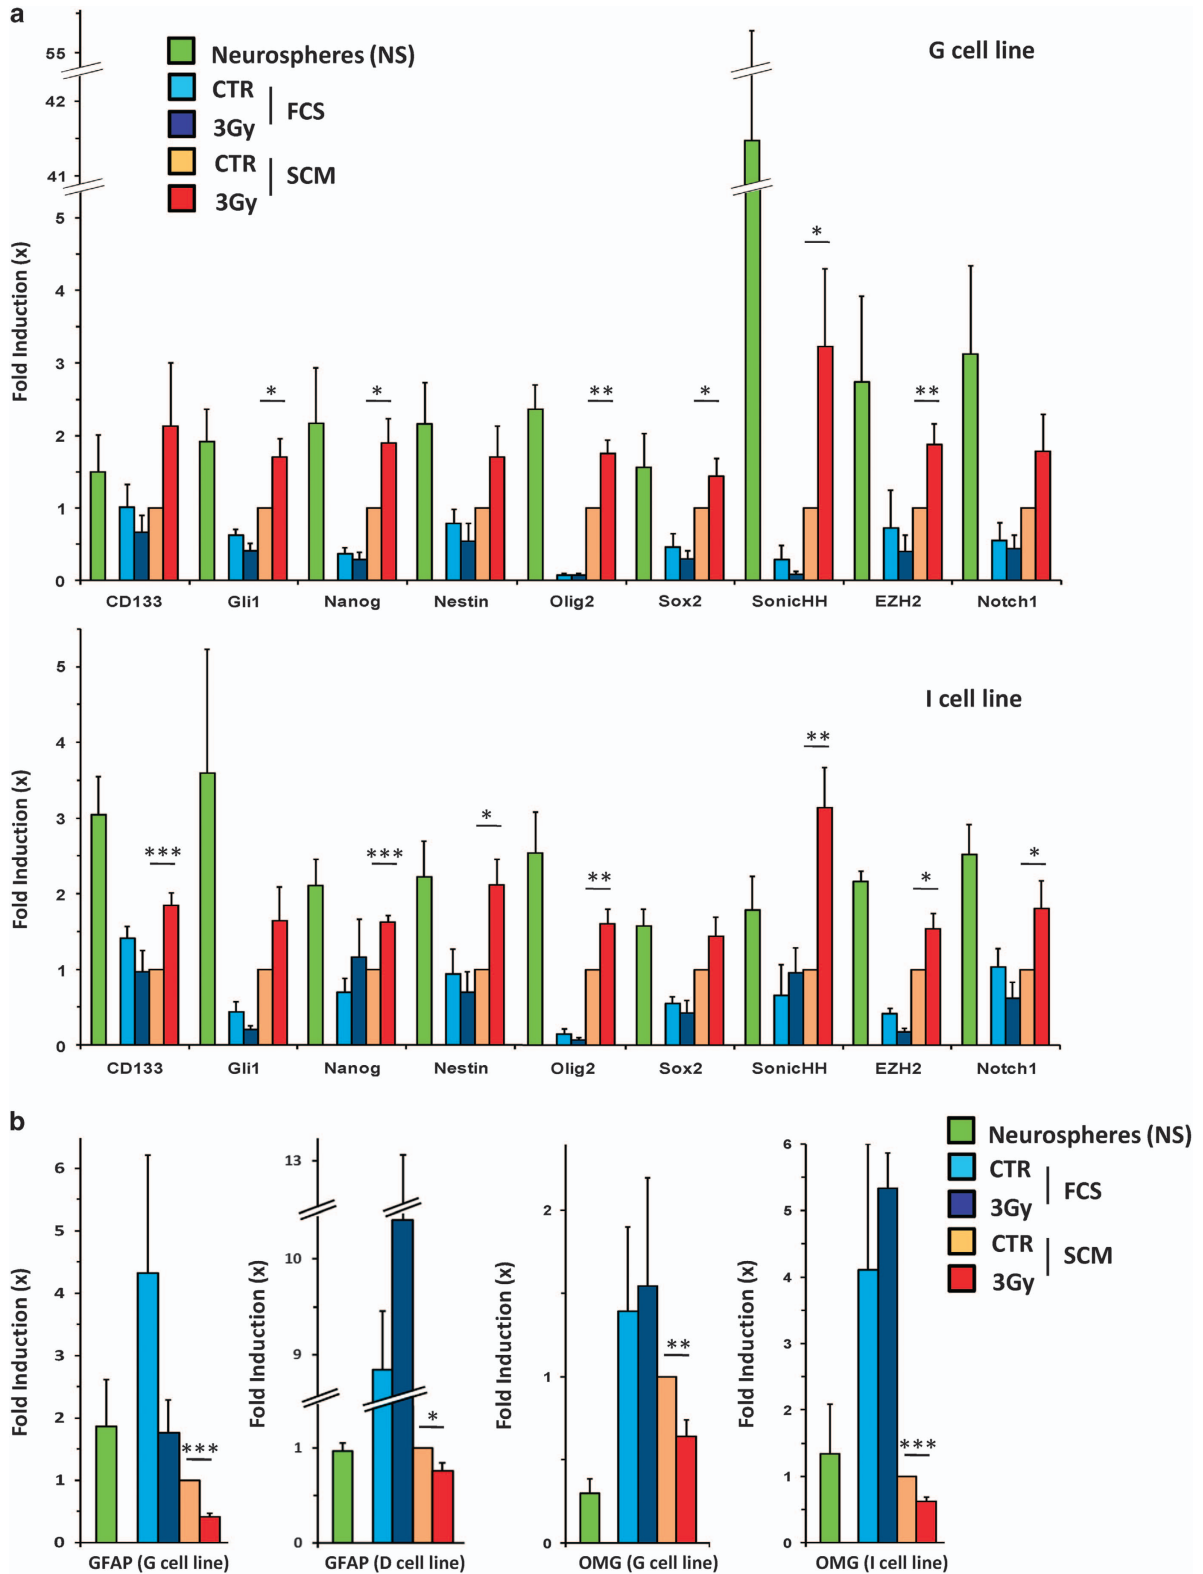 a
G cell line
Neurospheres (NS)
CTR
3Gy
FCS
CTR
3Gy
SCM
Fold Induction (x)
55
42
41
5
4
3
2
1
0
*
*
**
*
*
**
CD133 Gli1 Nanog Nestin Olig2 Sox2 SonicHH EZH2 Notch1
I cell line
Fold Induction (x)
5
4
3
2
1
0
***
***
*
**
**
*
*
CD133 Gli1 Nanog Nestin Olig2 Sox2 SonicHH EZH2 Notch1
b
Neurospheres (NS)
CTR
3Gy
FCS
CTR
3Gy
SCM
Fold Induction (x)
6
5
4
3
2
1
0
***
GFAP (G cell line)
Fold Induction (x)
13
10
9
1
0
*
GFAP (D cell line)
Fold Induction (x)
2
1
0
**
OMG (G cell line)
Fold Induction (x)
6
5
4
3
2
1
0
***
OMG (I cell line)